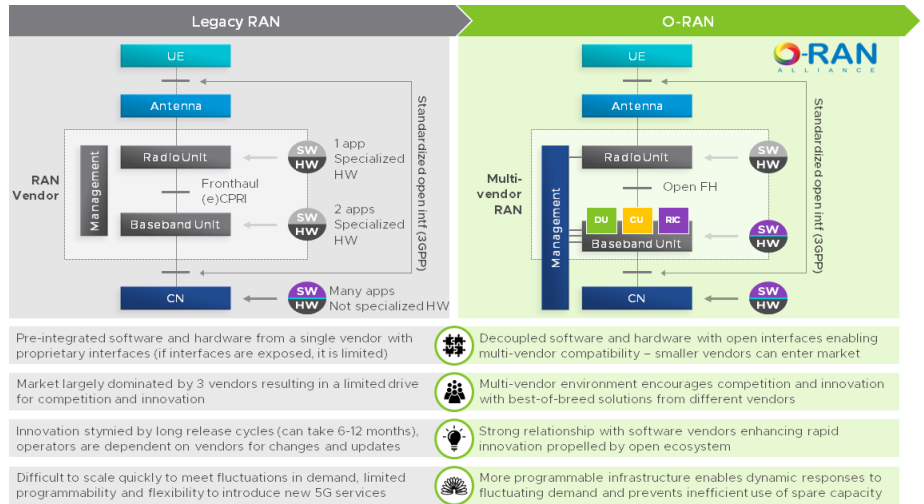 Legacy RAN
O-RAN
UE
Antenna
Standardized open intf (3GPP)
RAN
Vendor
Management
Radio Unit
SW
HW
1 app
Specialized
HW
Fronthaul
(e)CPRI
Baseband Unit
SW
HW
2 apps
Specialized
HW
CN
SW
HW
Many apps
Not specialized HW
O-RAN
ALLIANCE
UE
Antenna
Standardized open intf (3GPP)
Multi-
vendor
RAN
Management
Radio Unit
SW
HW
Open FH
DU
CU
RIC
Baseband Unit
SW
HW
CN
SW
HW
Pre-integrated software and hardware from a single vendor with
proprietary interfaces (if interfaces are exposed, it is limited)
Decoupled software and hardware with open interfaces enabling
multi-vendor compatibility – smaller vendors can enter market
Market largely dominated by 3 vendors resulting in a limited drive
for competition and innovation
Multi-vendor environment encourages competition and innovation
with best-of-breed solutions from different vendors
Innovation stymied by long release cycles (can take 6-12 months),
operators are dependent on vendors for changes and updates
Strong relationship with software vendors enhancing rapid
innovation propelled by open ecosystem
Difficult to scale quickly to meet fluctuations in demand, limited
programmability and flexibility to introduce new 5G services
More programmable infrastructure enables dynamic responses to
fluctuating demand and prevents inefficient use of spare capacity